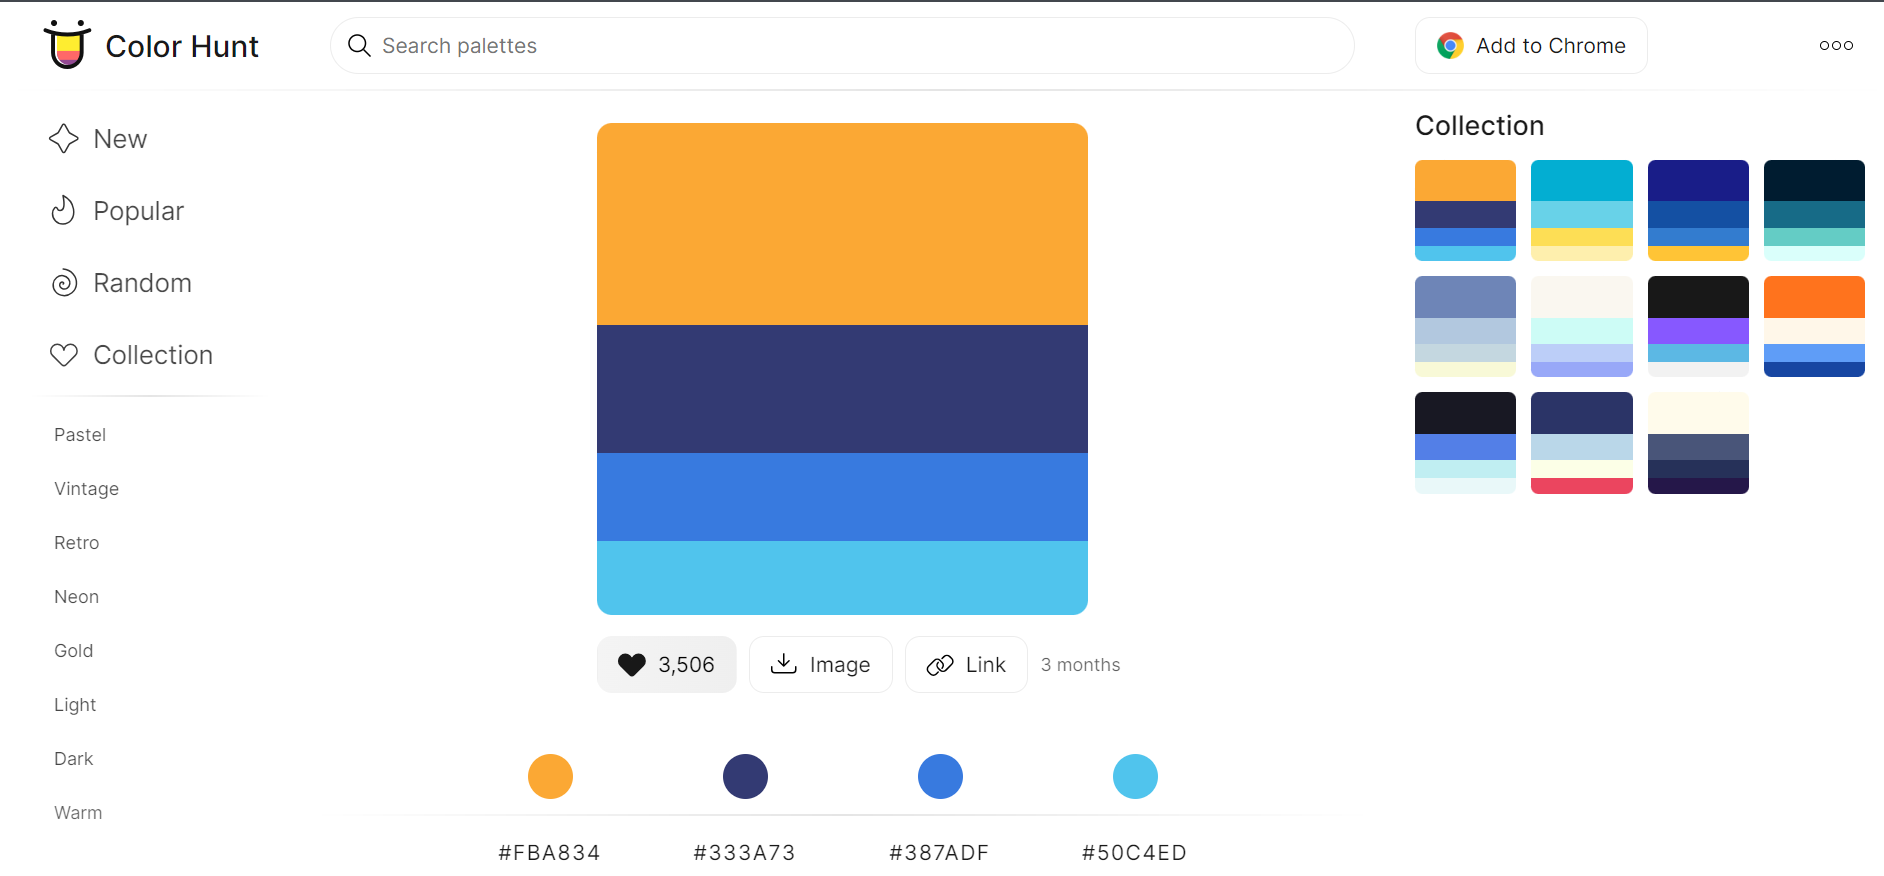 Color Hunt
Search palettes
Add to Chrome
New
Popular
Random
Collection
Pastel
Vintage
Retro
Neon
Gold
Light
Dark
Warm
3,506
Image
Link
3 months
#FBA834
#333A73
#387ADF
#50C4ED
Collection